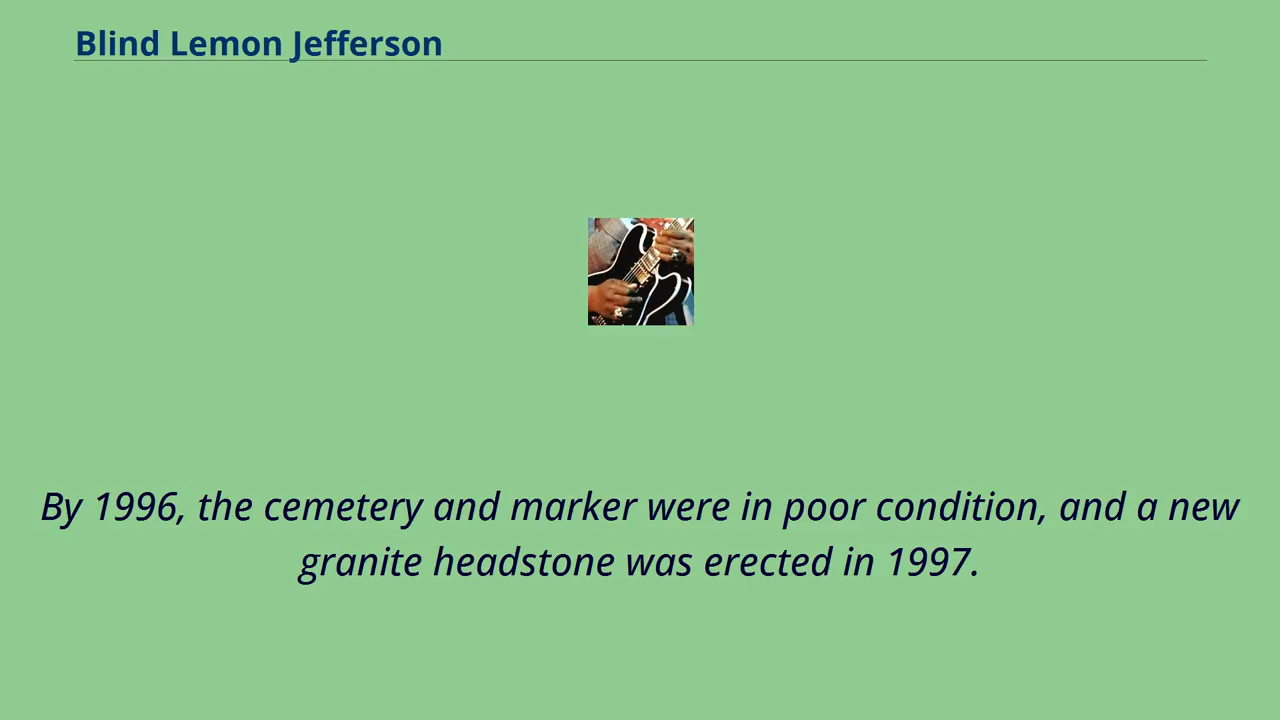 Blind Lemon Jefferson
By 1996, the cemetery and marker were in poor condition, and a new
granite headstone was erected in 1997.